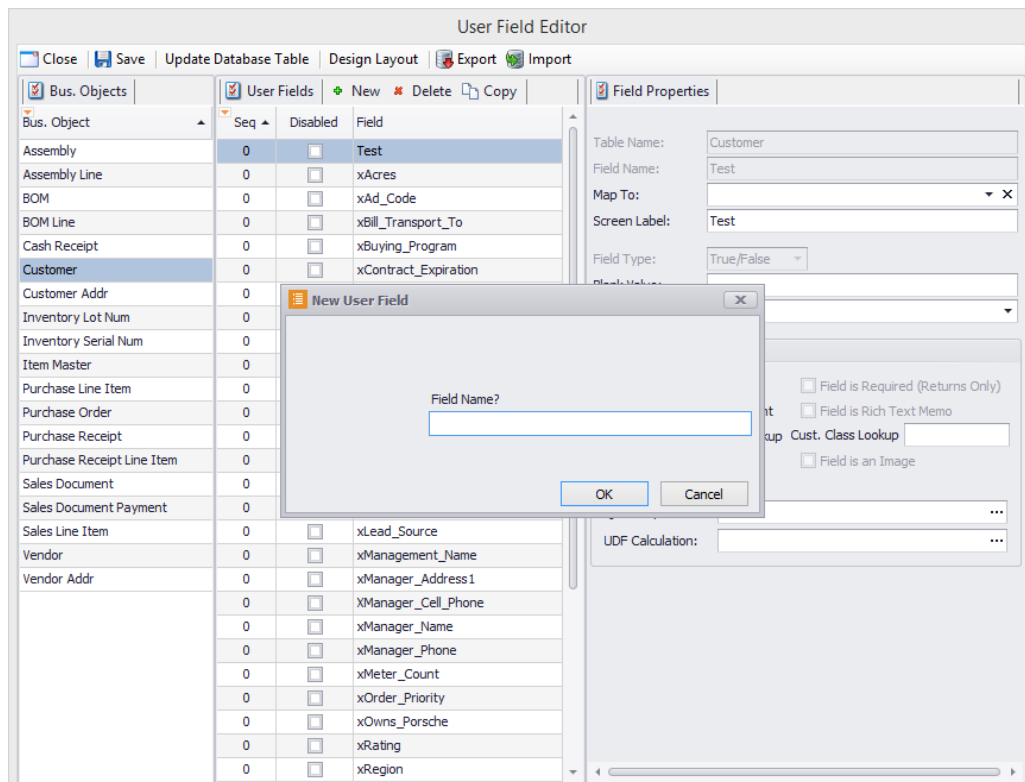 User Field Editor
Close Save Update Database Table Design Layout Export Import
Bus. Objects User Fields New Delete Copy Field Properties
Bus. Object Seq Disabled Field
Assembly 0 Test
Table Name: Customer
Assembly Line 0 xAcres
Field Name: Test
BOM 0 xAd_Code
Map To:
BOM Line 0 xBill_Transport_To
Screen Label: Test
Cash Receipt 0 xBuying_Program
Field Type: True/False
Customer 0 xContract_Expiration
Customer Addr 0
New User Field
Inventory Lot Num 0
Inventory Serial Num 0
Item Master 0
Purchase Line Item 0
Field is Required (Returns Only)
Field Name?
Purchase Order 0
Field is Rich Text Memo
Purchase Receipt 0
Cust. Class Lookup
Purchase Receipt Line Item 0
Field is an Image
Sales Document 0
OK Cancel
Sales Document Payment 0
Sales Line Item 0 xLead_Source
UDF Calculation:
Vendor 0 xManagement_Name
Vendor Addr 0 xManager_Address1
0 XManager_Cell_Phone
0 xManager_Name
0 xManager_Phone
0 xMeter_Count
0 xOrder_Priority
0 xOwns_Porsche
0 xRating
0 xRegion